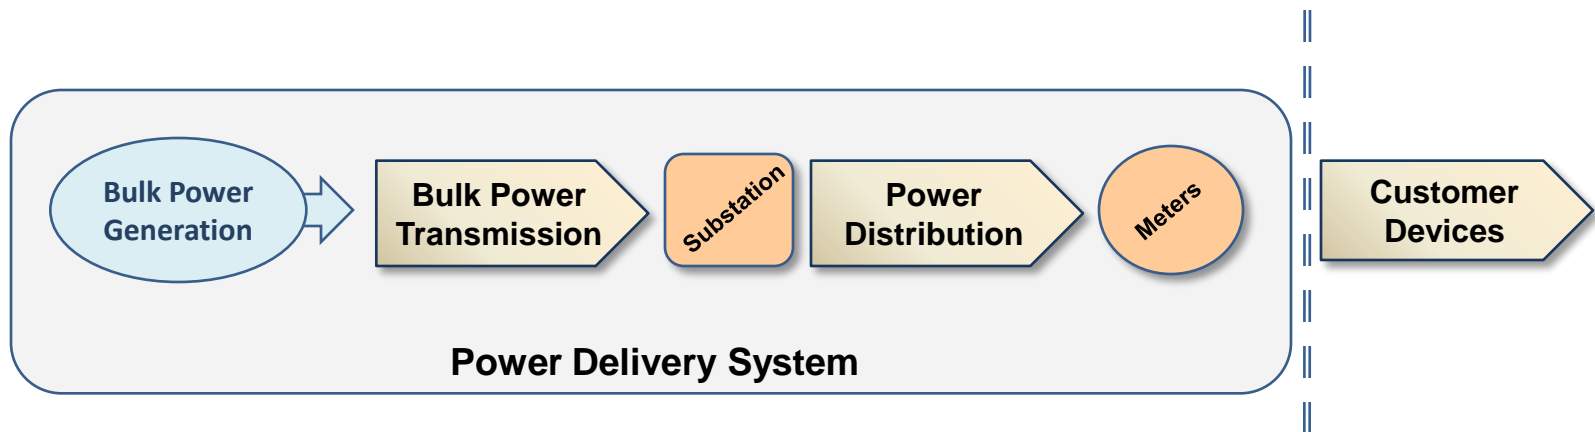 Bulk Power
Generation
Bulk Power
Transmission
Substation
Power
Distribution
Meters
Customer
Devices
Power Delivery System